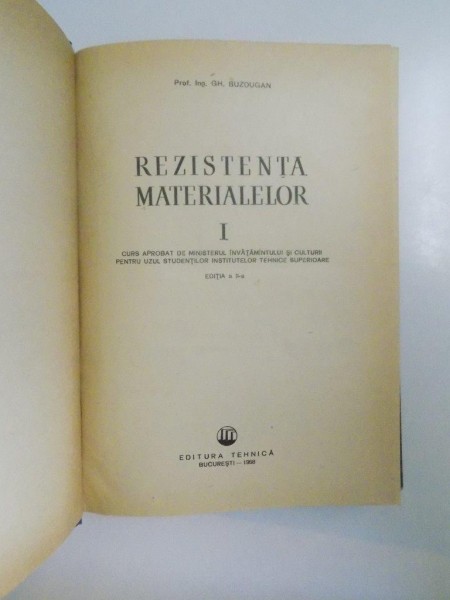 Prof. Ing. GH. BUZDUGAN
REZISTENȚA
MATERIALELOR
I
CURS APROBAT DE MINISTERUL ÎNVĂȚĂMÎNTULUI ȘI CULTURII
PENTRU UZUL STUDENȚILOR INSTITUTELOR TEHNICE SUPERIOARE
EDIȚIA a II-a
EDITURA TEHNICĂ
BUCUREȘTI —